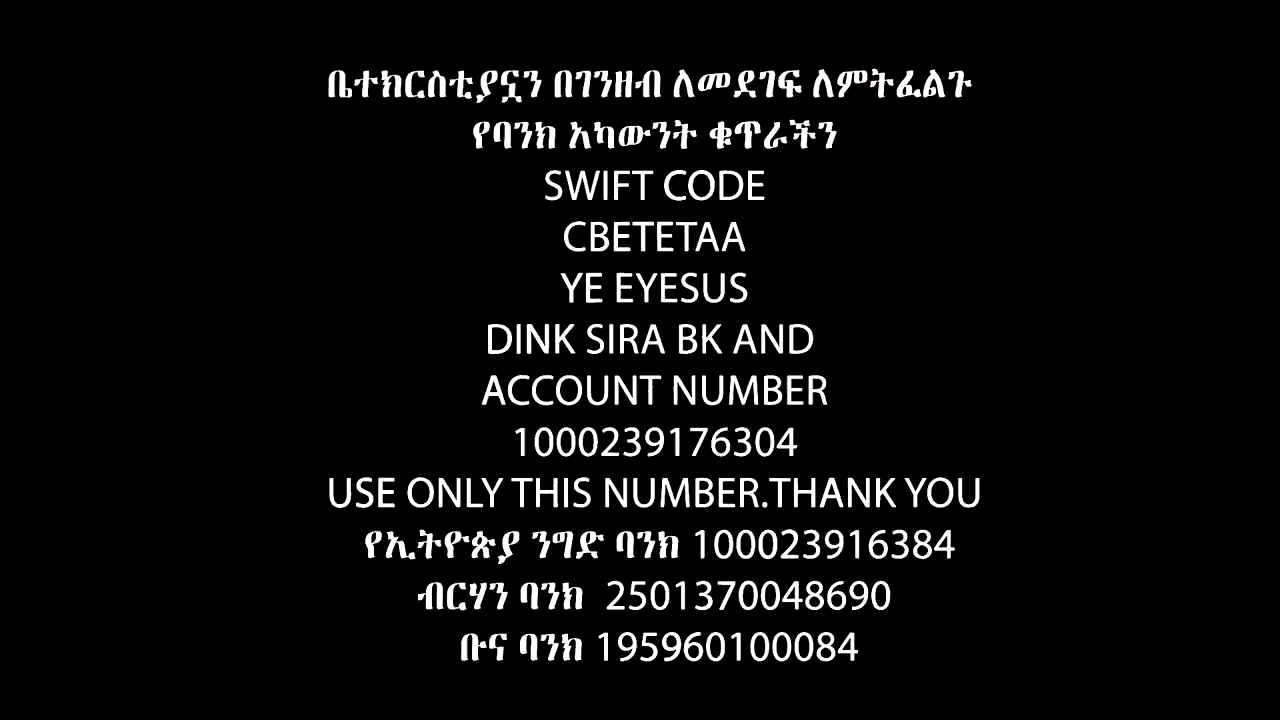 ቤተክርስቲያኗን በገንዘብ ለመደገፍ ለምትፈልጉ
የባንክ አካውንት ቁጥራችን
SWIFT CODE
CBETETAA
YE EYESUS
DINK SIRA BK AND
ACCOUNT NUMBER
1000239176304
USE ONLY THIS NUMBER.THANK YOU
የኢትዮጵያ ንግድ ባንክ 100023916384
ብርሃን ባንክ 2501370048690
ቡና ባንክ 195960100084